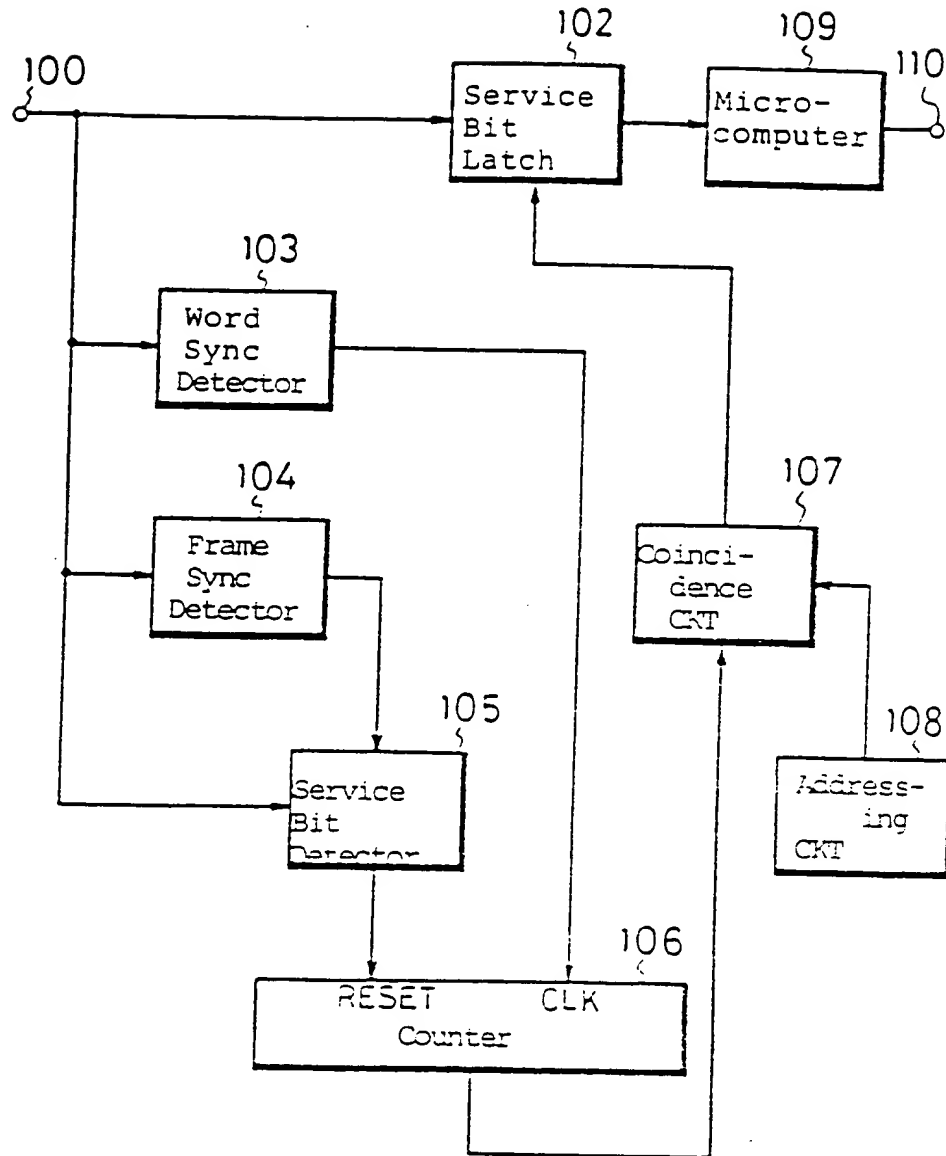 100
102
Service
Bit
Latch
109
Micro-
computer
110
103
Word
Sync
Detector
104
Frame
Sync
Detector
107
Coinci-
dence
CKT
105
Service
Bit
Detector
108
Address-
ing
CKT
106
RESET CLK
Counter